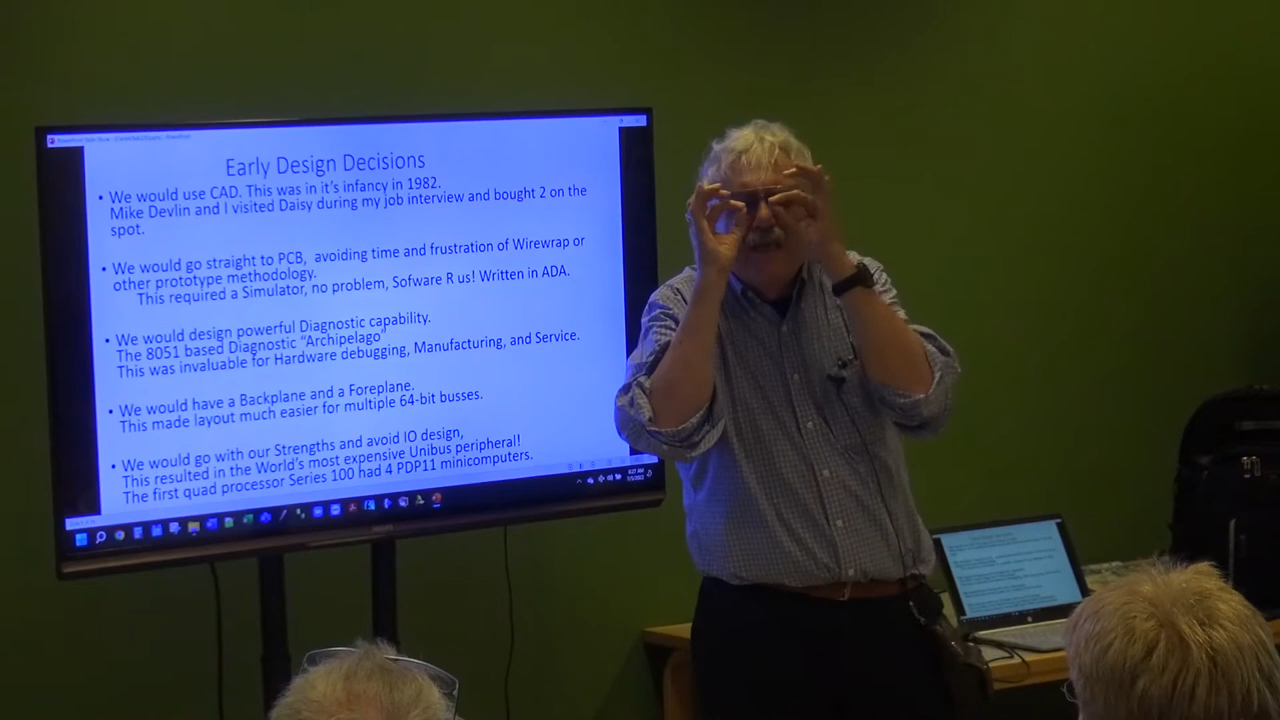 Early Design Decisions
• We would use CAD. This was in it's infancy in 1982.
Mike Devlin and I visited Daisy during my job interview and bought 2 on the
spot.
• We would go straight to PCB, avoiding time and frustration of Wirewrap or
other prototype methodology.
This required a Simulator, no problem, Sofware R us! Written in ADA.
• We would design powerful Diagnostic capability.
The 8051 based Diagnostic "Archipelago"
This was invaluable for Hardware debugging, Manufacturing, and Service.
• We would have a Backplane and a Foreplane.
This made layout much easier for multiple 64-bit busses.
• We would go with our Strengths and avoid IO design,
This resulted in the World's most expensive Unibus peripheral!
The first quad processor Series 100 had 4 PDP11 minicomputers.